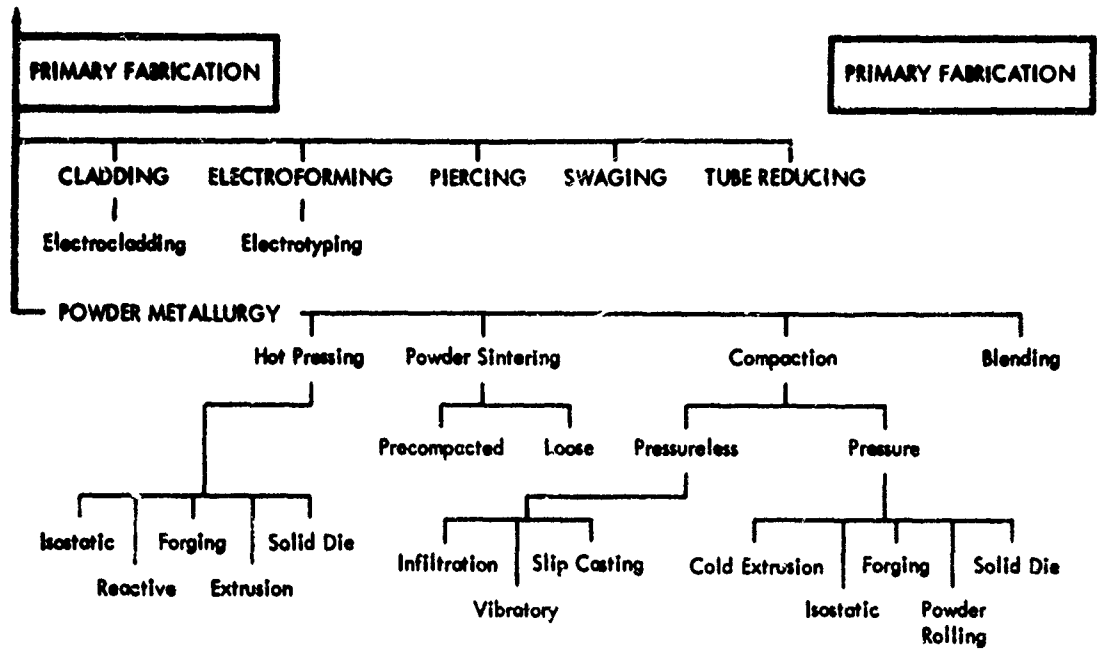 PRIMARY FABRICATION
PRIMARY FABRICATION
CLADDING ELECTROFORMING PIERCING SWAGING TUBE REDUCING
Electrocladding Electrotyping
POWDER METALLURGY
Hot Pressing Powder Sintering Compaction Blending
Precompacted Loose Pressureless Pressure
Isostatic Forging Solid Die
Reactive Extrusion
Infiltration Slip Casting
Vibratory
Cold Extrusion Forging Solid Die
Isostatic Powder
Rolling